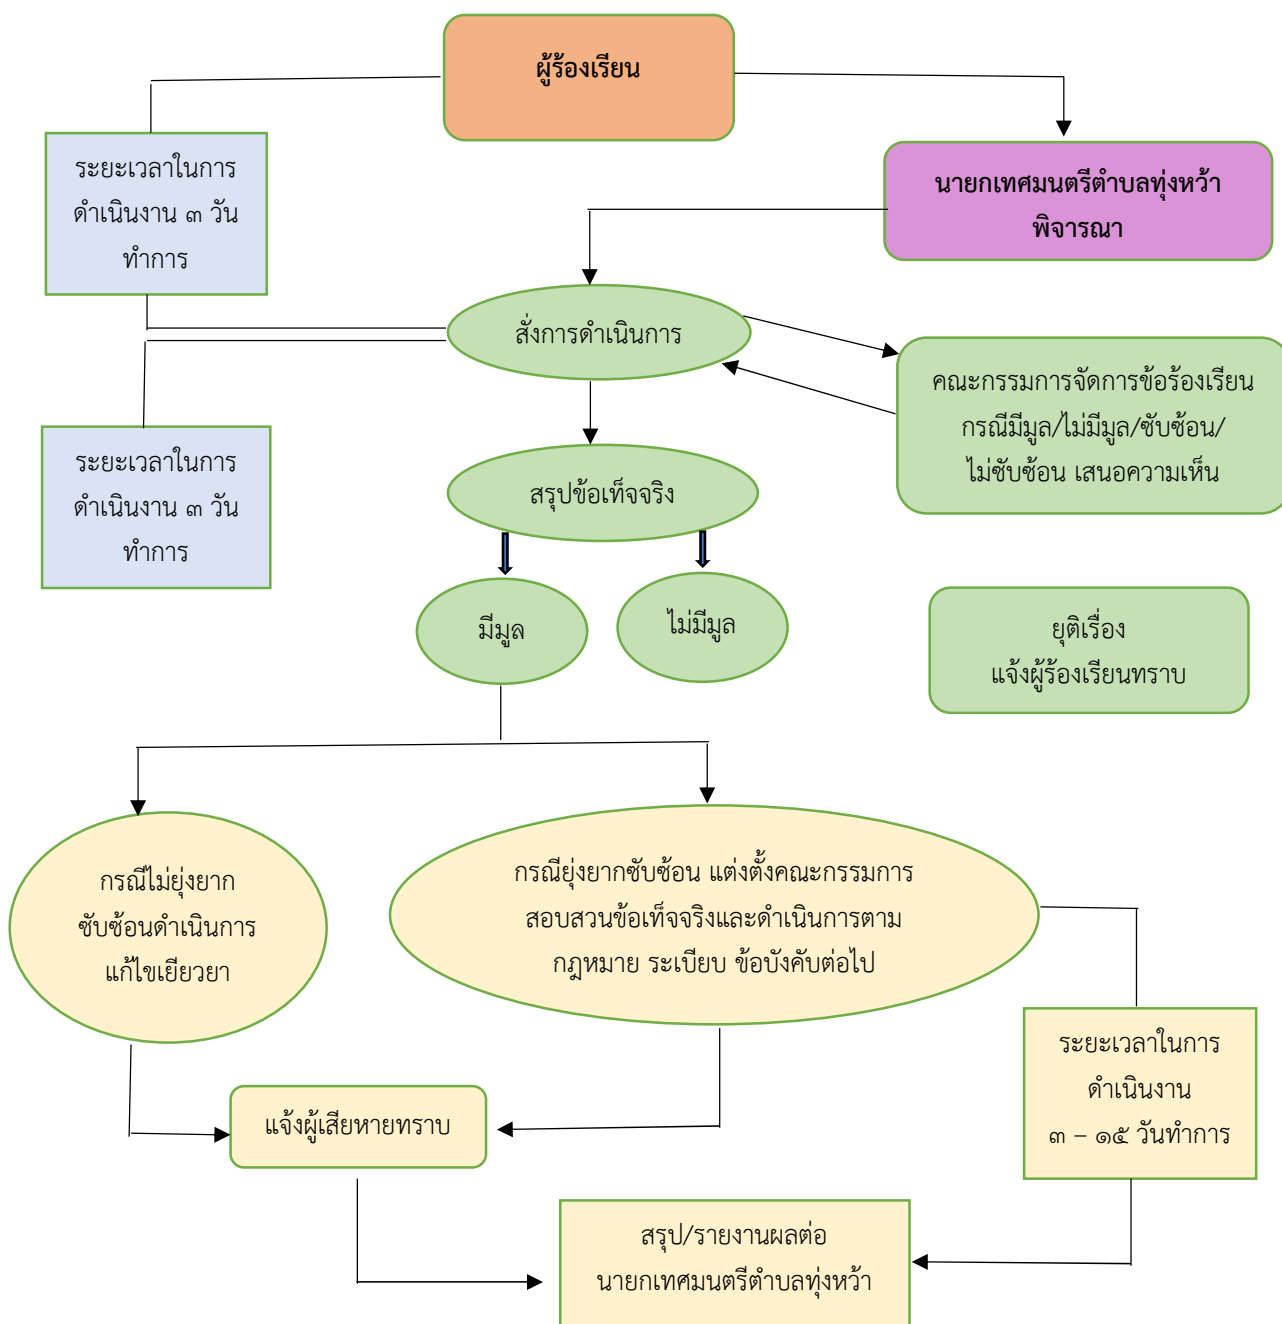 ผู้ร้องเรียน
ระยะเวลาในการ
ดำเนินงาน ๓ วัน
ทำการ
นายกเทศมนตรีตำบลทุ่งหว้า
พิจารณา
สั่งการดำเนินการ
คณะกรรมการจัดการข้อร้องเรียน
กรณีมีมูล/ไม่มีมูล/ซับซ้อน/
ไม่ซับซ้อน เสนอความเห็น
ระยะเวลาในการ
ดำเนินงาน ๓ วัน
ทำการ
สรุปข้อเท็จจริง
มีมูล
ไม่มีมูล
ยุติเรื่อง
แจ้งผู้ร้องเรียนทราบ
กรณีไม่ยุ่งยาก
ซับซ้อนดำเนินการ
แก้ไขเยียวยา
กรณียุ่งยากซับซ้อน แต่งตั้งคณะกรรมการ
สอบสวนข้อเท็จจริงและดำเนินการตาม
กฎหมาย ระเบียบ ข้อบังคับต่อไป
ระยะเวลาในการ
ดำเนินงาน
๓ – ๑๕ วันทำการ
แจ้งผู้เสียหายทราบ
สรุป/รายงานผลต่อ
นายกเทศมนตรีตำบลทุ่งหว้า